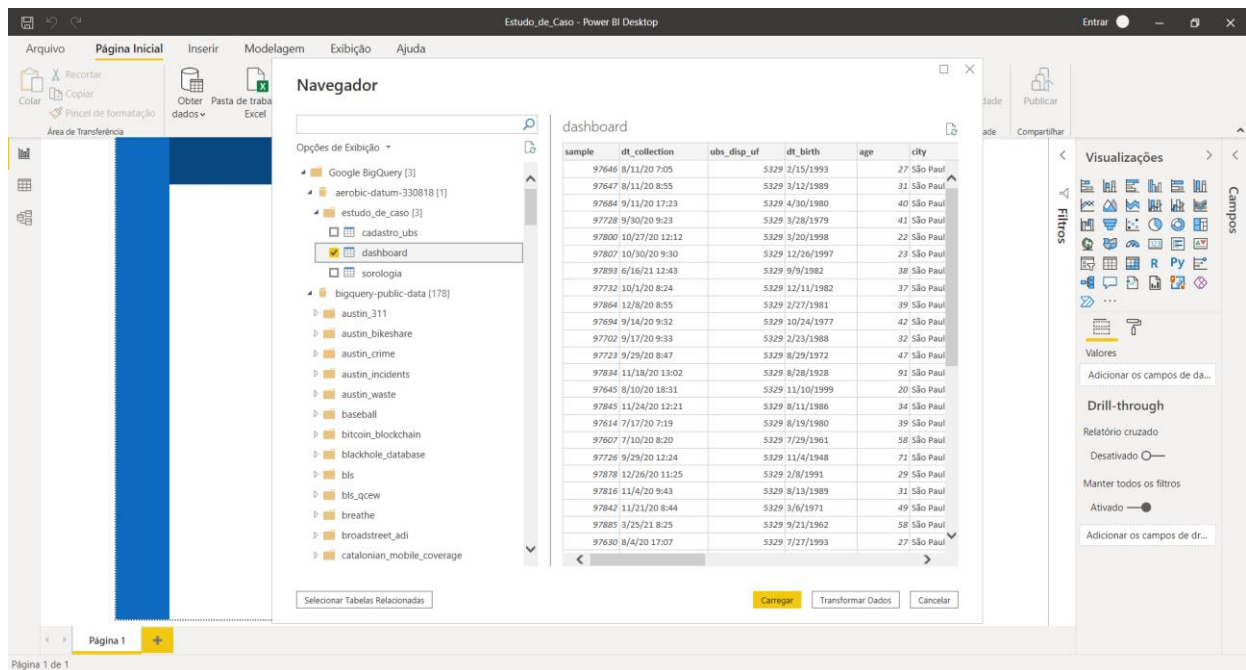 Estudo_de_Caso - Power BI Desktop
Entrar
Arquivo Página Inicial Inserir Modelagem Exibição Ajuda
Colar
Recortar
Copiar
Pincel de formatação
Área de Transferência
Obter dados
Pasta de traba
Excel
dade
ade
Publicar
Compartilhar
Navegador
Opções de Exibição
Google BigQuery [3]
aerobic-datum-330818 [1]
estudo_de_caso [3]
cadastro_ubs
dashboard
sorologia
bigquery-public-data [178]
austin_311
austin_bikeshare
austin_crime
austin_incidents
austin_waste
baseball
bitcoin_blockchain
blackhole_database
bls
bls_qcew
breathe
broadstreet_adi
catalonian_mobile_coverage
dashboard
sample dt_collection ubs_disp_uf dt_birth age city
97646 8/11/20 7:05 5329 2/15/1993 27 São Paul
97647 8/11/20 8:55 5329 3/12/1989 31 São Paul
97684 9/11/20 17:23 5329 4/30/1980 40 São Paul
97728 9/30/20 9:23 5329 3/28/1979 41 São Paul
97800 10/27/20 12:12 5329 3/20/1998 22 São Paul
97807 10/30/20 9:30 5329 12/26/1997 23 São Paul
97893 6/16/21 12:43 5329 9/9/1982 38 São Paul
97732 10/1/20 8:24 5329 12/11/1982 37 São Paul
97864 12/8/20 8:55 5329 2/27/1981 39 São Paul
97694 9/14/20 9:32 5329 10/24/1977 42 São Paul
97702 9/17/20 9:33 5329 2/23/1988 32 São Paul
97723 9/29/20 8:47 5329 8/29/1972 47 São Paul
97834 11/18/20 13:02 5329 8/28/1928 91 São Paul
97645 8/10/20 18:31 5329 11/10/1999 20 São Paul
97845 11/24/20 12:21 5329 8/11/1986 34 São Paul
97614 7/17/20 7:19 5329 8/19/1980 39 São Paul
97607 7/10/20 8:20 5329 7/29/1961 58 São Paul
97726 9/29/20 12:24 5329 11/4/1948 71 São Paul
97878 12/26/20 11:25 5329 2/8/1991 29 São Paul
97816 11/4/20 9:43 5329 8/13/1989 31 São Paul
97842 11/21/20 8:44 5329 3/6/1971 49 São Paul
97885 3/25/21 8:25 5329 9/21/1962 58 São Paul
97630 8/4/20 17:07 5329 7/27/1993 27 São Paul
Selecionar Tabelas Relacionadas
Carregar
Transformar Dados
Cancelar
Filtros
Visualizações
R Py
Valores
Adicionar os campos de da...
Drill-through
Relatório cruzado
Desativado
Manter todos os filtros
Ativado
Adicionar os campos de dr...
Campos
Página 1
Página 1 de 1